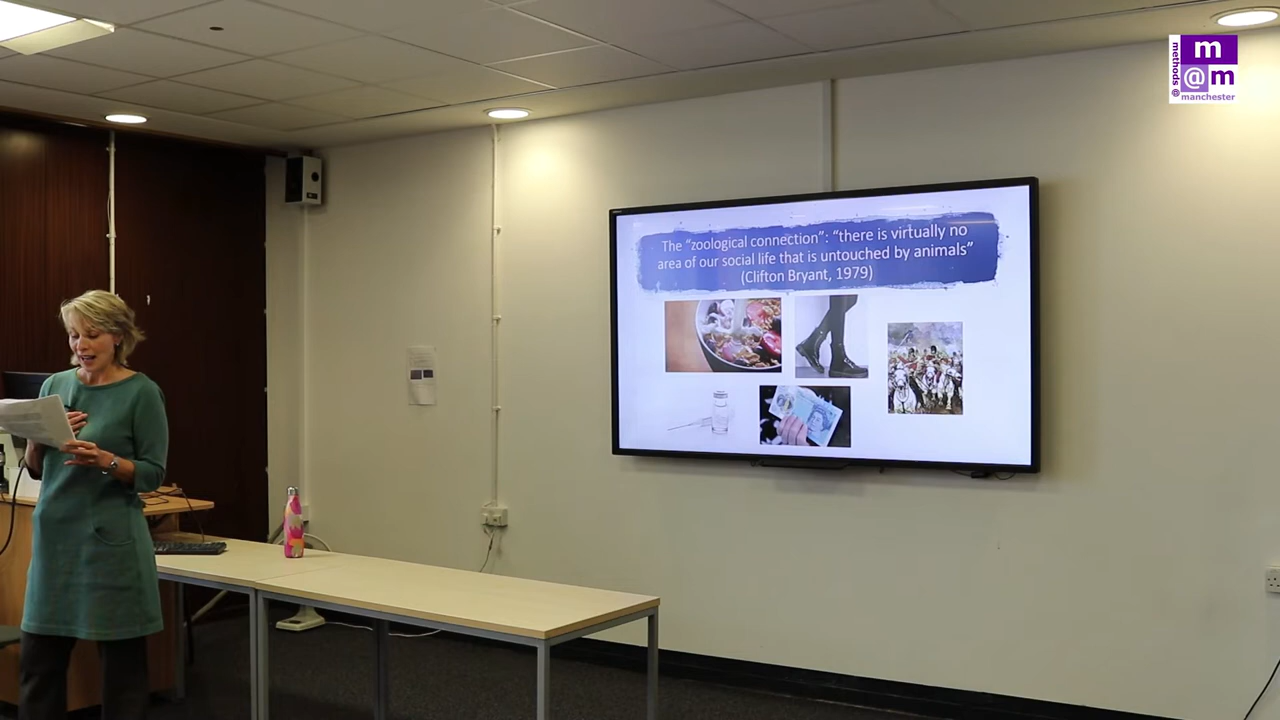 methods @
m
@m
manchester
The “zoological connection”: “there is virtually no
area of our social life that is untouched by animals”
(Clifton Bryant, 1979)